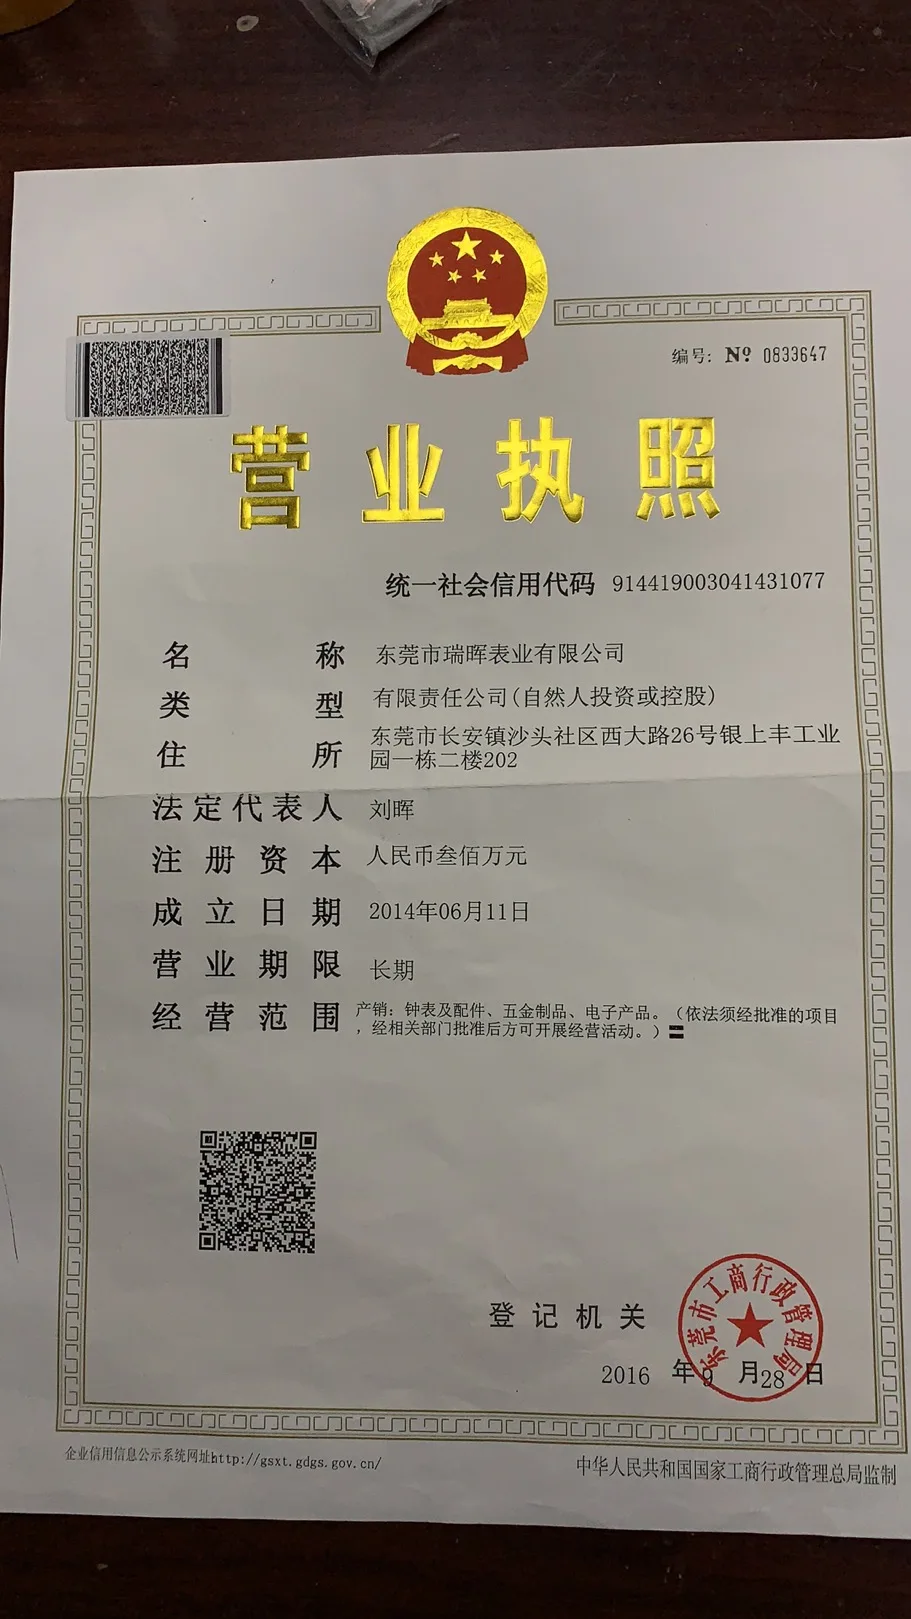 编号: Nº 0833647
营业执照
统一社会信用代码 914419003041431077
名称 东莞市瑞晖表业有限公司
类型 有限责任公司(自然人投资或控股)
住所 东莞市长安镇沙头社区西大路26号银上丰工业
园一栋二楼202
法定代表人 刘晖
注册资本 人民币叁佰万元
成立日期 2014年06月11日
营业期限 长期
经营范围 产销：钟表及配件、五金制品、电子产品。（依法须经批准的项目
，经相关部门批准后方可开展经营活动。）
登记机关
东莞市工商行政管理局
2016 年 9 月 28 日
企业信用信息公示系统网址http://gsxt.gdgs.gov.cn/
中华人民共和国国家工商行政管理总局监制